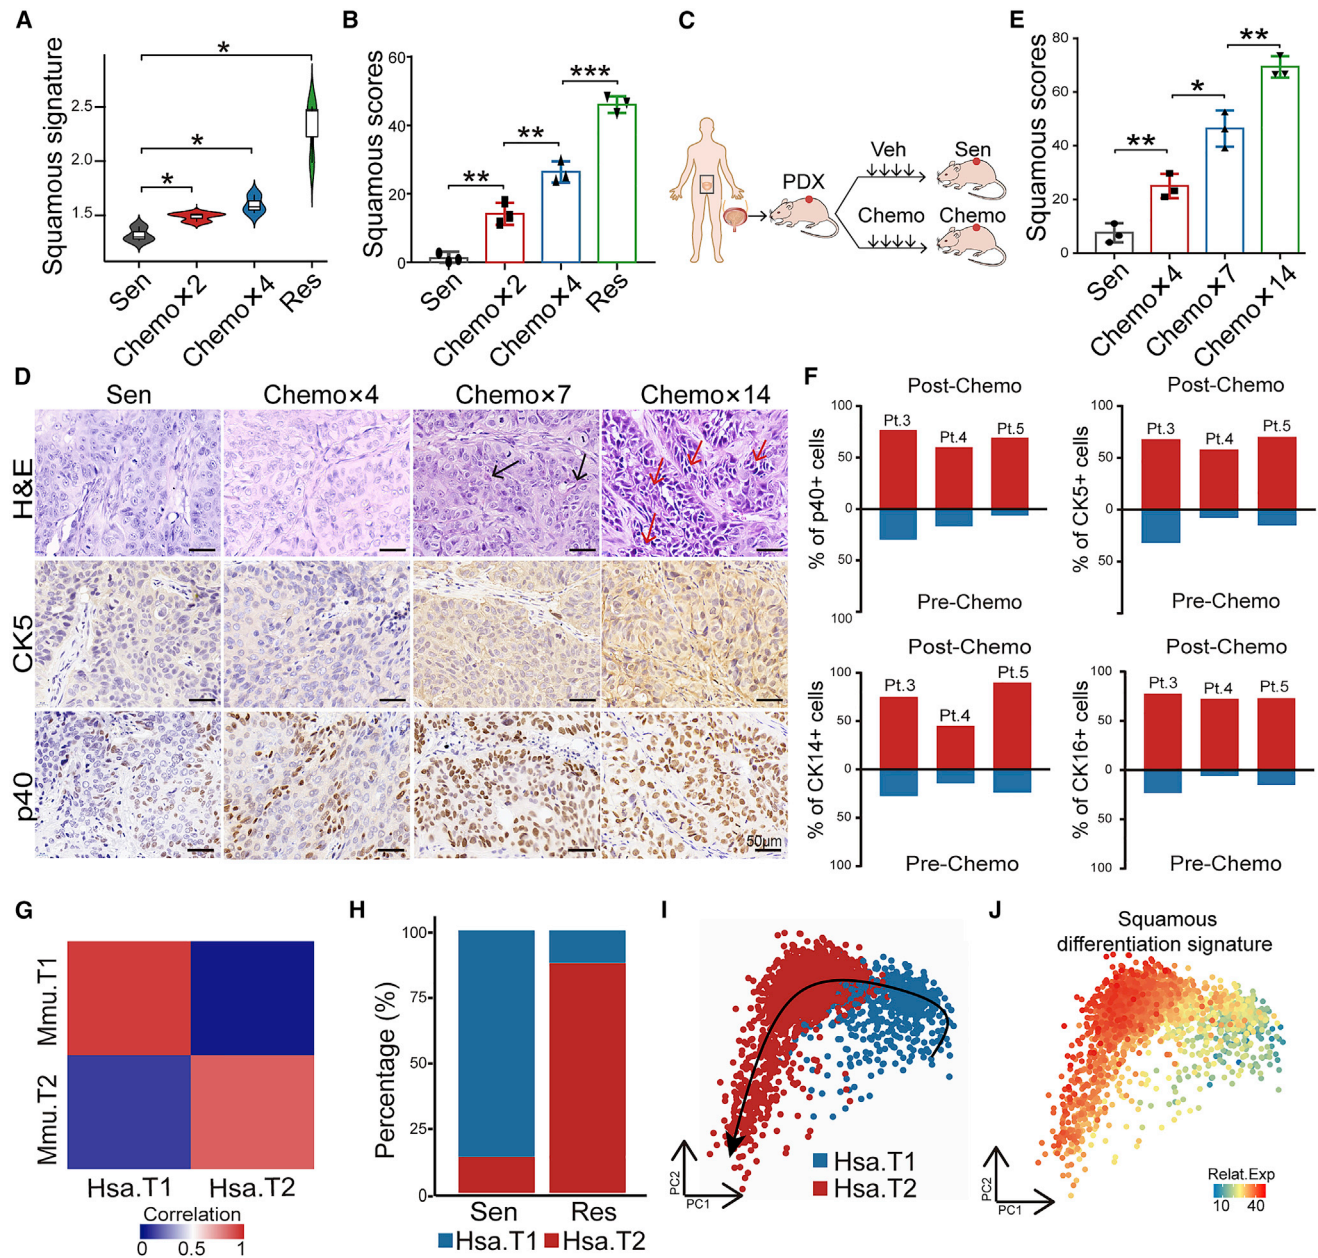 A
Squamous signature
2.5
2.0
1.5
*
*
*
Sen
Chemo×2
Chemo×4
Res
B
Squamous scores
60
40
20
0
**
**
***
Sen
Chemo×2
Chemo×4
Res
C
PDX
Veh
Sen
Chemo
Chemo
E
Squamous scores
80
60
40
20
0
**
*
**
Sen
Chemo×4
Chemo×7
Chemo×14
D
Sen
Chemo×4
Chemo×7
Chemo×14
H&E
CK5
p40
50μm
F
Post-Chemo
% of p40+ cells
100
50
0
50
100
Pt.3
Pt.4
Pt.5
Pre-Chemo
Post-Chemo
% of CK5+ cells
100
50
0
50
Pt.3
Pt.4
Pt.5
Pre-Chemo
Post-Chemo
% of CK14+ cells
100
50
0
50
100
Pt.3
Pt.4
Pt.5
Pre-Chemo
Post-Chemo
% of CK16+ cells
100
50
0
50
100
Pt.3
Pt.4
Pt.5
Pre-Chemo
G
Mmu.T1
Mmu.T2
Hsa.T1
Hsa.T2
Correlation
0
0.5
1
H
Percentage (%)
100
75
50
25
0
Sen
Res
Hsa.T1
Hsa.T2
I
Hsa.T1
Hsa.T2
PC2
PC1
J
Squamous
differentiation signature
PC2
PC1
Relat.Exp
10
40